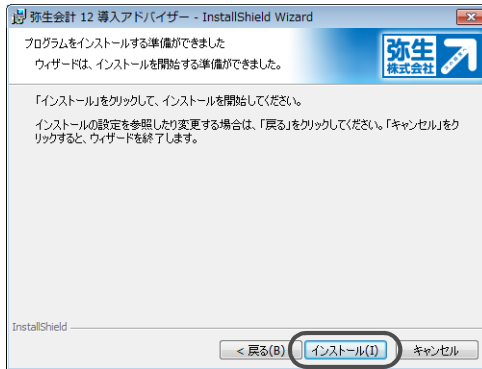 弥生会計 12 導入アドバイザー - InstallShield Wizard
プログラムをインストールする準備ができました
ウィザードは、インストールを開始する準備ができました。
弥生
株式会社
「インストール」をクリックして、インストールを開始してください。
インストールの設定を参照したり変更する場合は、「戻る」をクリックしてください。「キャンセル」をク
リックすると、ウィザードを終了します。
InstallShield
< 戻る(B)
インストール(I)
キャンセル